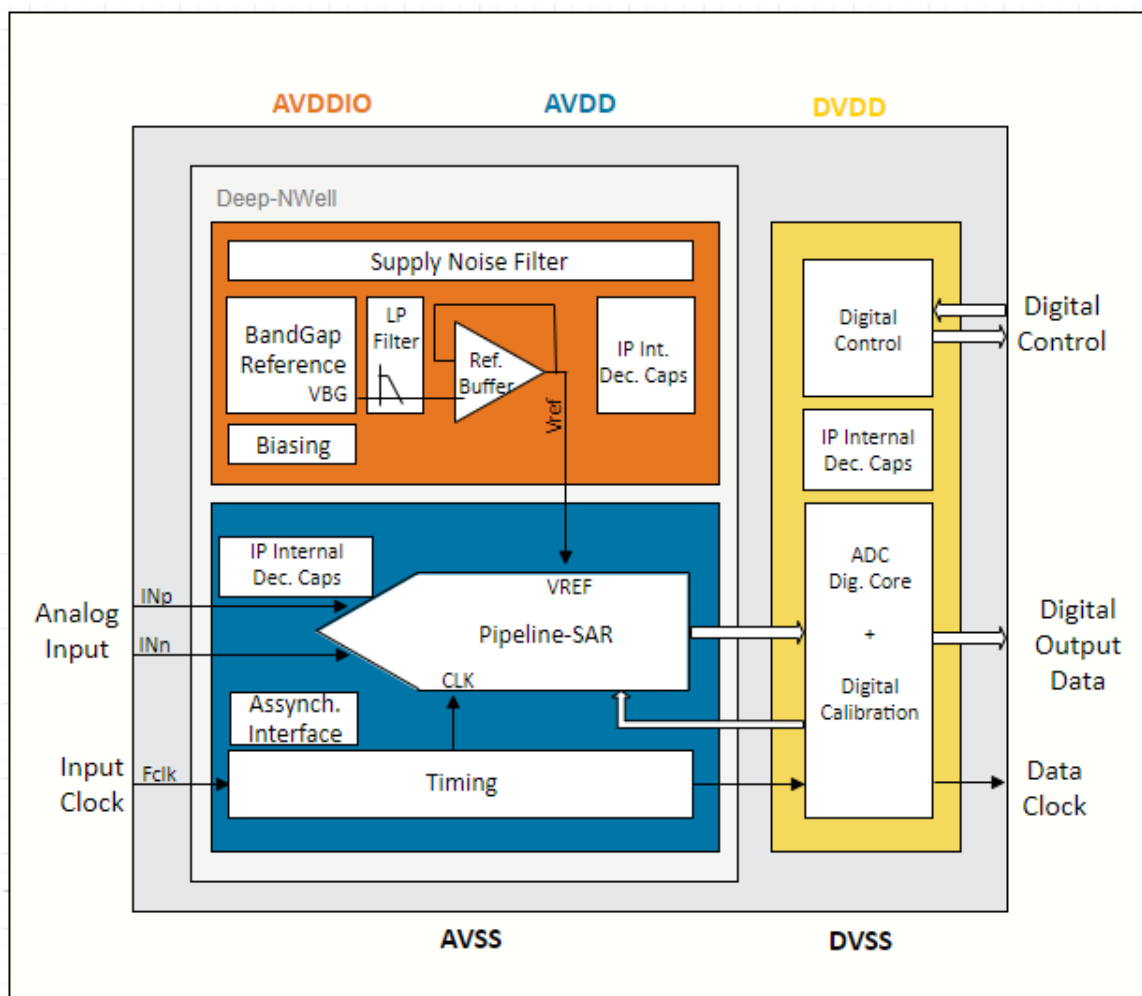 AVDDIO AVDD DVDD
Deep-NWell
Supply Noise Filter
BandGap
Reference
VBG
LP
Filter
Ref.
Buffer
IP Int.
Dec. Caps
Biasing
Vref
Digital
Control
Digital
Control
IP Internal
Dec. Caps
IP Internal
Dec. Caps
VREF
Pipeline-SAR
CLK
ADC
Dig. Core
+
Digital
Calibration
Analog
Input
INp
INn
Digital
Output
Data
Assynch.
Interface
Input
Clock
Fclk
Timing
Data
Clock
AVSS DVSS